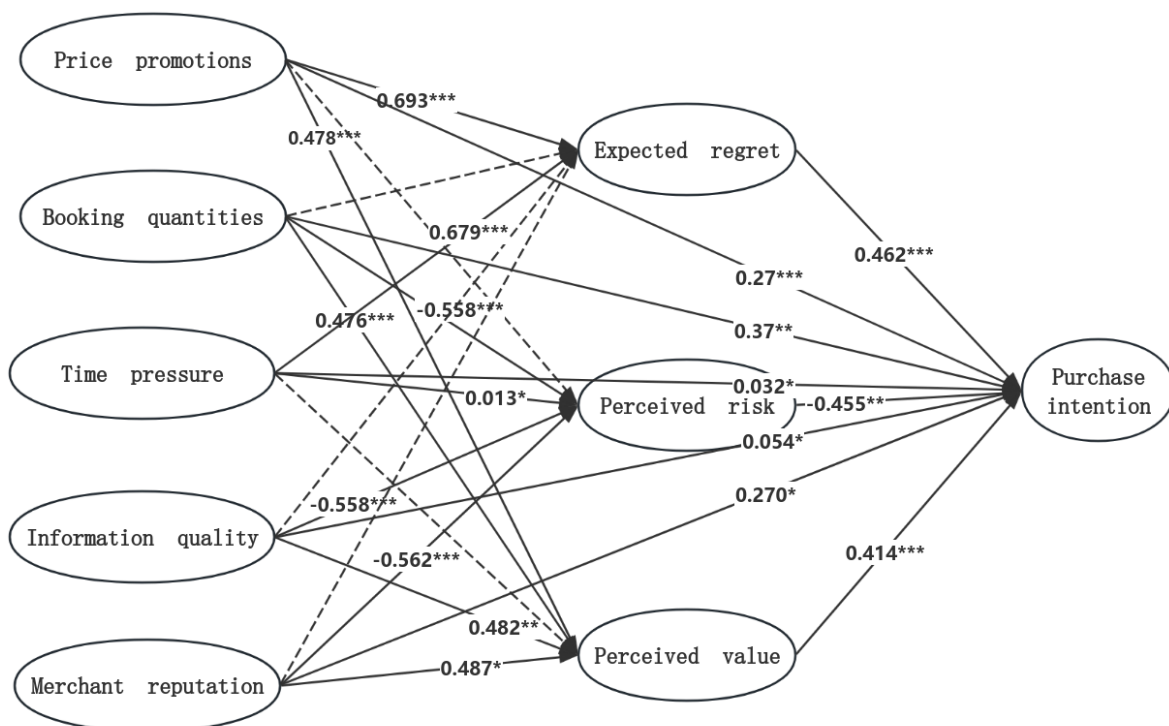 Price promotions
0.693***
0.478***
Expected regret
Booking quantities
0.679***
0.462***
0.27***
-0.558***
0.476***
0.37**
Time pressure
0.013*
0.032*
Perceived risk
-0.455**
Purchase
intention
0.054*
-0.558***
0.270*
Information quality
-0.562***
0.414***
0.482**
Merchant reputation
0.487*
Perceived value